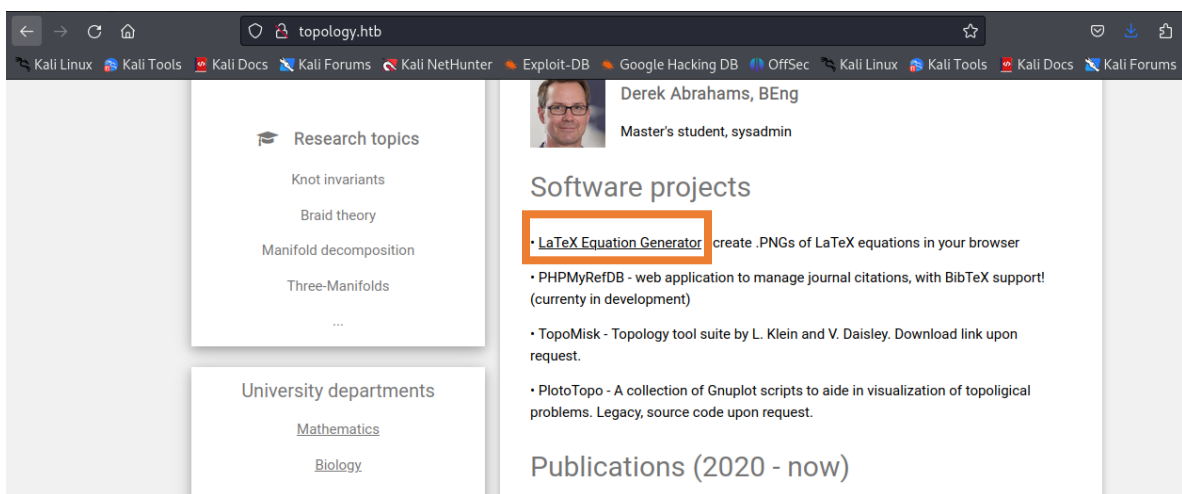 topology.htb
Kali Linux Kali Tools Kali Docs Kali Forums Kali NetHunter Exploit-DB Google Hacking DB OffSec Kali Linux Kali Tools Kali Docs Kali Forums
Research topics
Knot invariants
Braid theory
Manifold decomposition
Three-Manifolds
...
University departments
Mathematics
Biology
Derek Abrahams, BEng
Master's student, sysadmin
Software projects
• LaTeX Equation Generator create .PNGs of LaTeX equations in your browser
• PHPMyRefDB - web application to manage journal citations, with BibTeX support!
(currenty in development)
• TopoMisk - Topology tool suite by L. Klein and V. Daisley. Download link upon
request.
• PlotoTopo - A collection of Gnuplot scripts to aide in visualization of topoligical
problems. Legacy, source code upon request.
Publications (2020 - now)